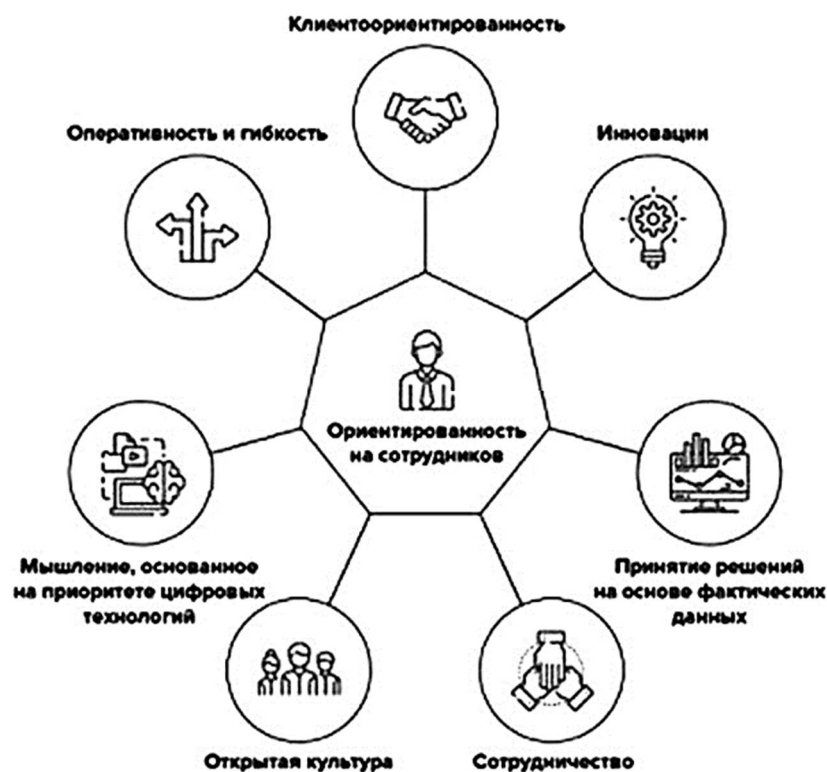 Клиентоориентированность
Оперативность и гибкость
Инновации
Ориентированность
на сотрудников
Мышление, основанное
на приоритете цифровых
технологий
Принятие решений
на основе фактических
данных
Открытая культура
Сотрудничество